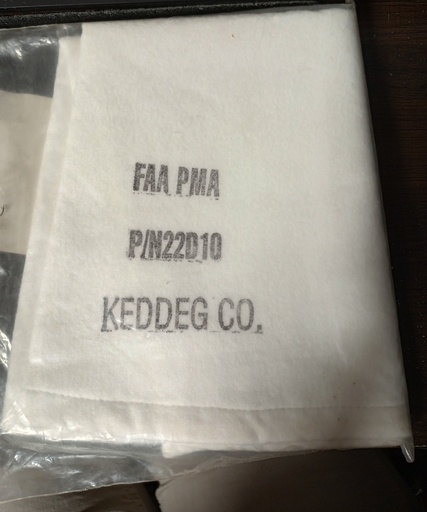 FAA PMA
P/N22D10
KEDDEG CO.